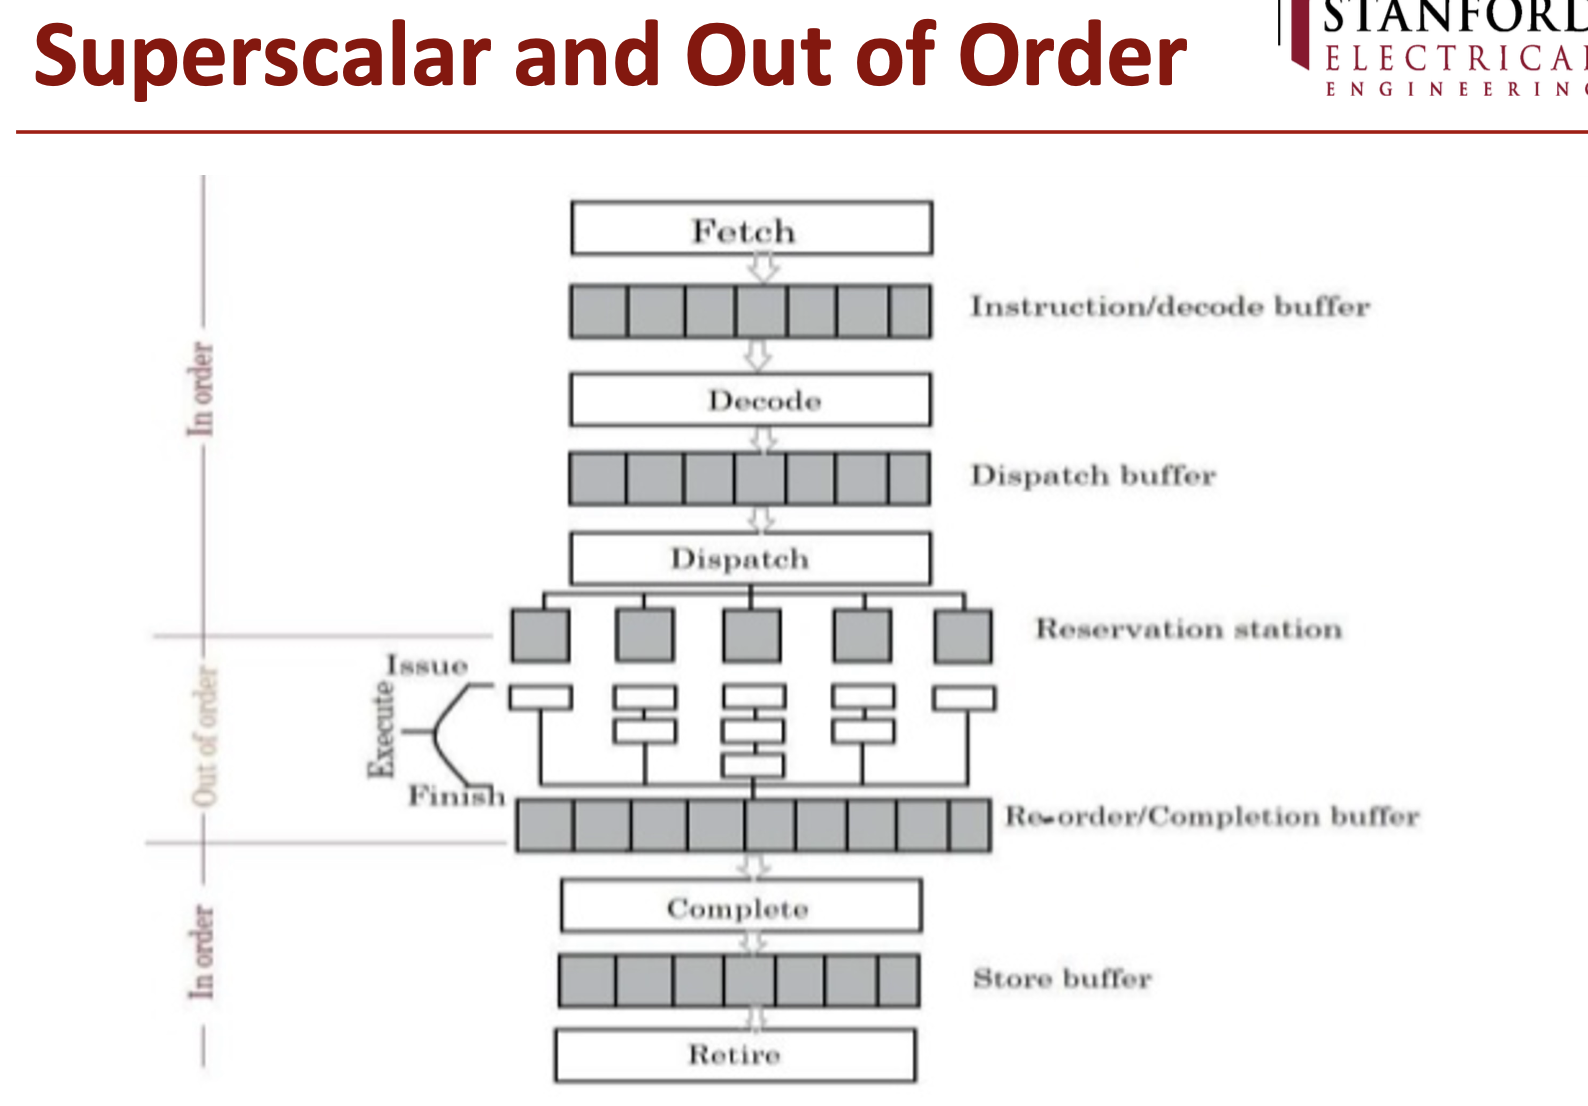 Superscalar and Out of Order
STANFORD
ELECTRICAL
ENGINEERING
Fetch
Instruction/decode buffer
Decode
Dispatch buffer
Dispatch
Reservation station
Issue
Execute
Finish
Re-order/Completion buffer
Complete
Store buffer
Retire
In order
Out of order
In order